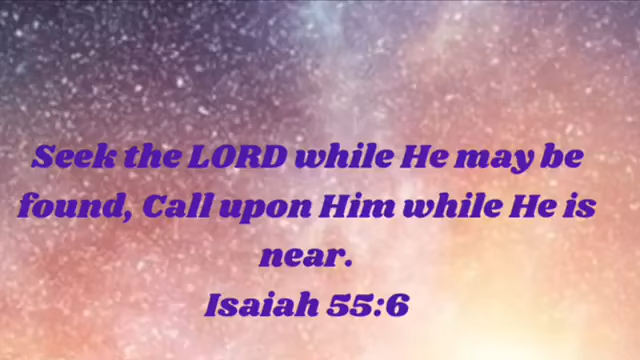 Seek the LORD while He may be
found, Call upon Him while He is
near.
Isaiah 55:6